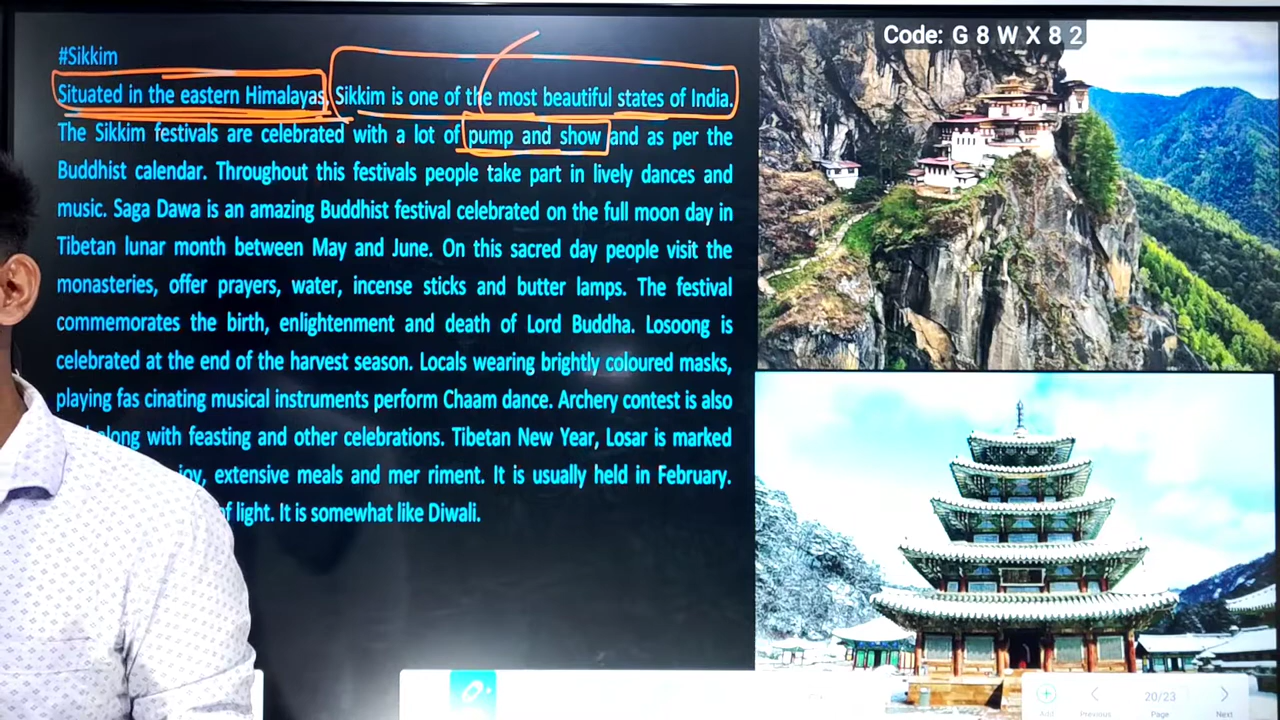 #Sikkim
Situated in the eastern Himalayas, Sikkim is one of the most beautiful states of India.
The Sikkim festivals are celebrated with a lot of pump and show and as per the
Buddhist calendar. Throughout this festivals people take part in lively dances and
music. Saga Dawa is an amazing Buddhist festival celebrated on the full moon day in
Tibetan lunar month between May and June. On this sacred day people visit the
monasteries, offer prayers, water, incense sticks and butter lamps. The festival
commemorates the birth, enlightenment and death of Lord Buddha. Losoong is
celebrated at the end of the harvest season. Locals wearing brightly coloured masks,
playing fas cinating musical instruments perform Chaam dance. Archery contest is also
along with feasting and other celebrations. Tibetan New Year, Losar is marked
joy, extensive meals and mer riment. It is usually held in February.
of light. It is somewhat like Diwali.
Code: G 8 W X 8 2
Add
Previous
20/23
Page
Next